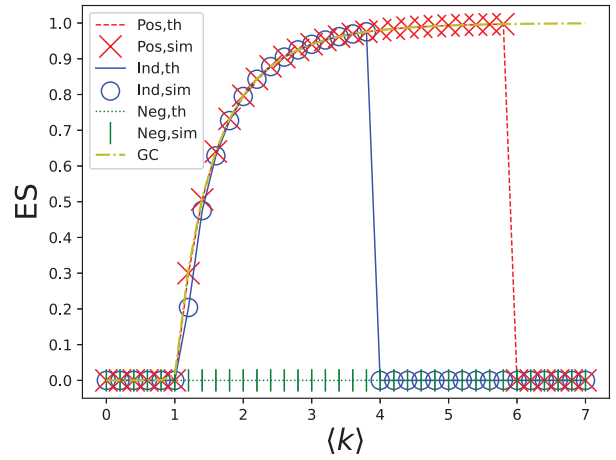 1.0
0.9
0.8
0.7
0.6
0.5
0.4
0.3
0.2
0.1
0.0
ES
Pos,th
Pos,sim
Ind,th
Ind,sim
Neg,th
Neg,sim
GC
0 1 2 3 4 5 6 7
⟨k⟩